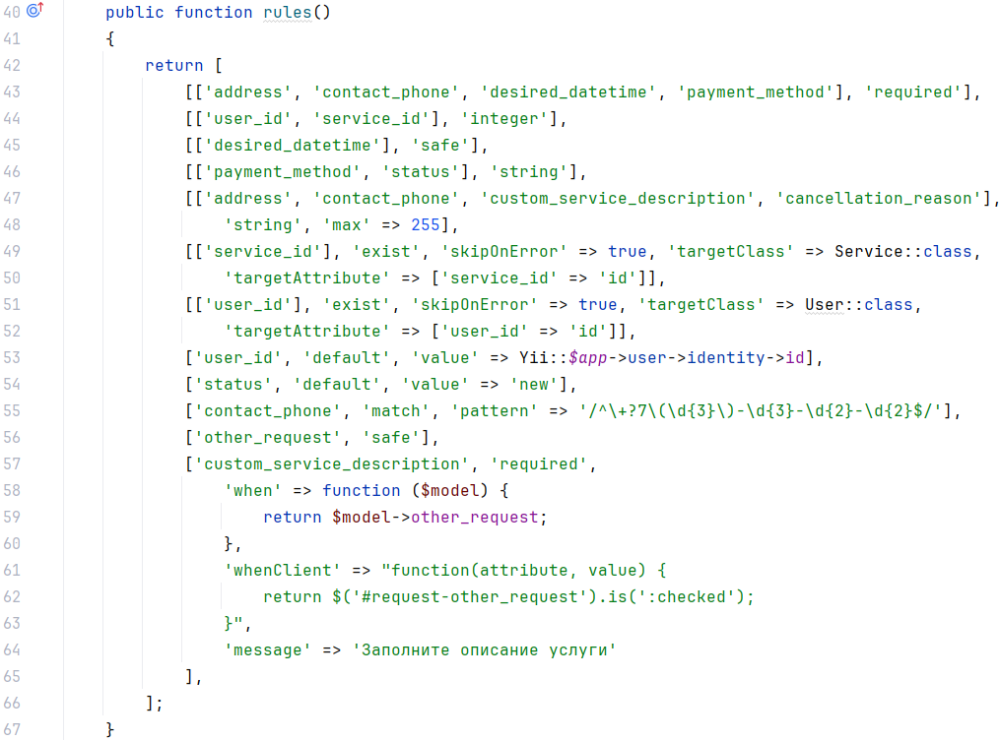 40 public function rules()
41 {
42 return [
43 [['address', 'contact_phone', 'desired_datetime', 'payment_method'], 'required'],
44 [['user_id', 'service_id'], 'integer'],
45 [['desired_datetime'], 'safe'],
46 [['payment_method', 'status'], 'string'],
47 [['address', 'contact_phone', 'custom_service_description', 'cancellation_reason'],
48 'string', 'max' => 255],
49 [['service_id'], 'exist', 'skipOnError' => true, 'targetClass' => Service::class,
50 'targetAttribute' => ['service_id' => 'id']],
51 [['user_id'], 'exist', 'skipOnError' => true, 'targetClass' => User::class,
52 'targetAttribute' => ['user_id' => 'id']],
53 ['user_id', 'default', 'value' => Yii::$app->user->identity->id],
54 ['status', 'default', 'value' => 'new'],
55 ['contact_phone', 'match', 'pattern' => '/^\+?7\(\d{3}\)-\d{3}-\d{2}-\d{2}$/'],
56 ['other_request', 'safe'],
57 ['custom_service_description', 'required',
58 'when' => function ($model) {
59 return $model->other_request;
60 },
61 'whenClient' => "function(attribute, value) {
62 return $('#request-other_request').is(':checked');
63 }",
64 'message' => 'Заполните описание услуги'
65 ],
66 ];
67 }